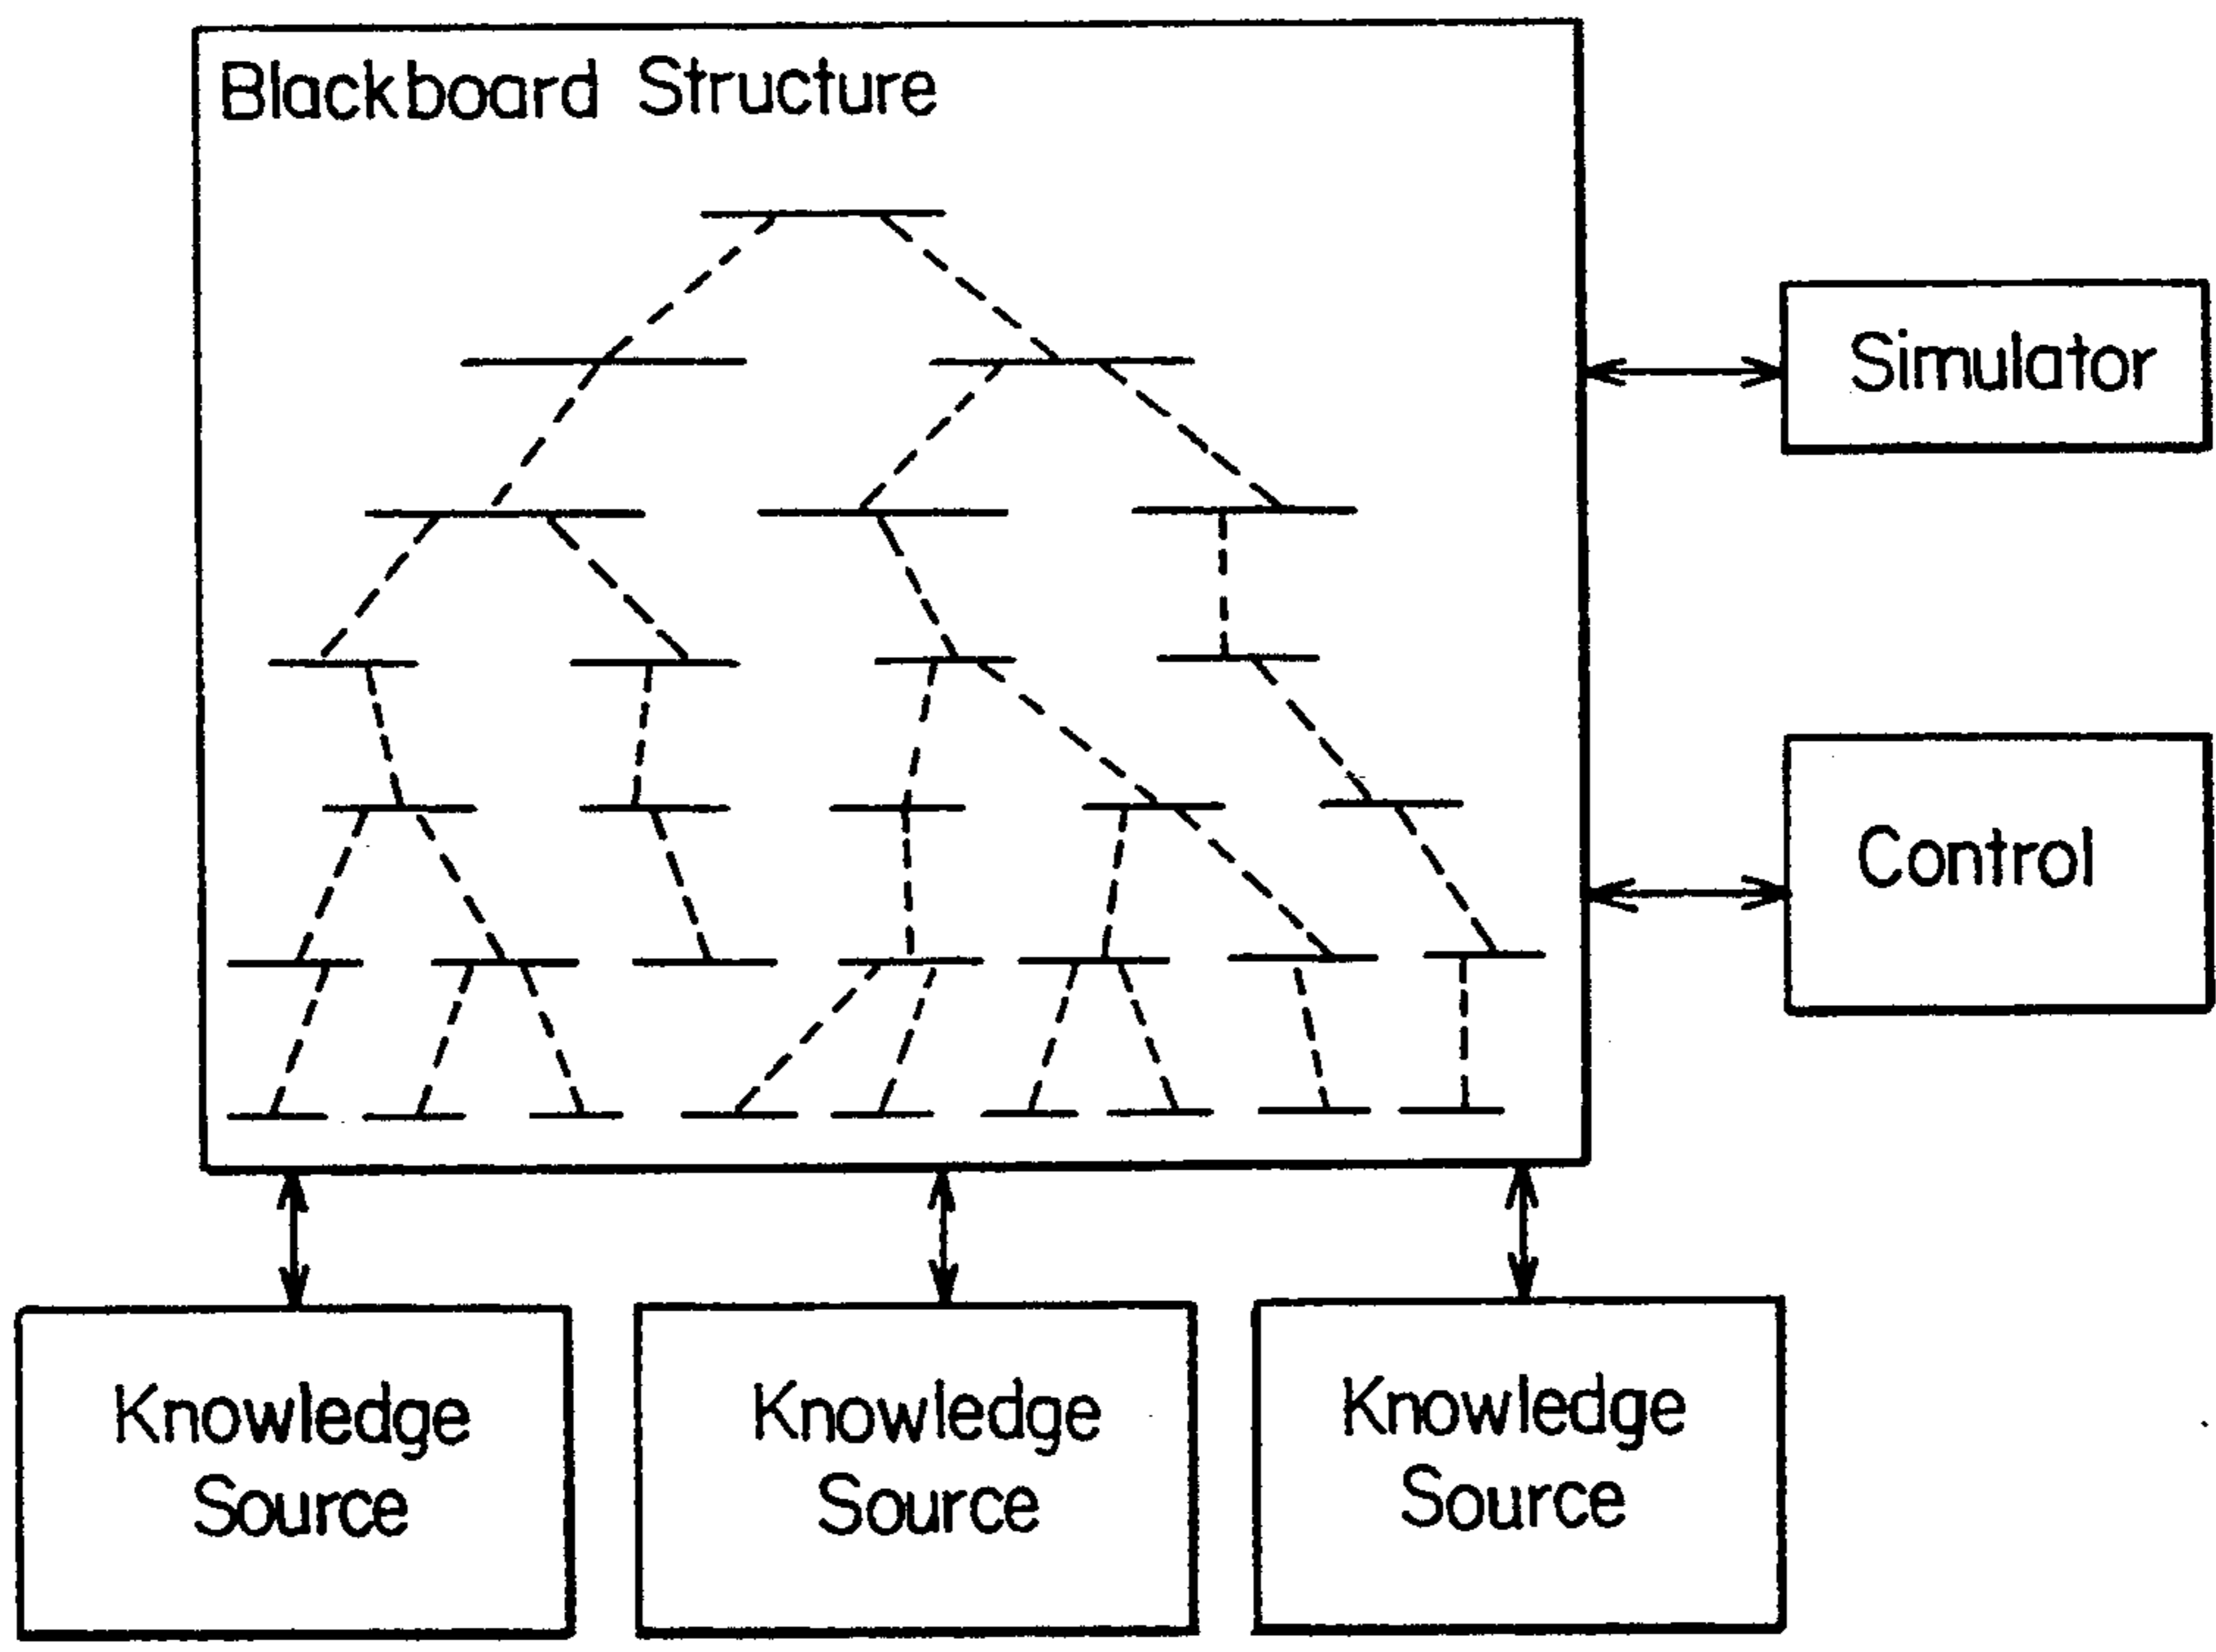 Blackboard Structure
Simulator
Control
Knowledge
Source
Knowledge
Source
Knowledge
Source